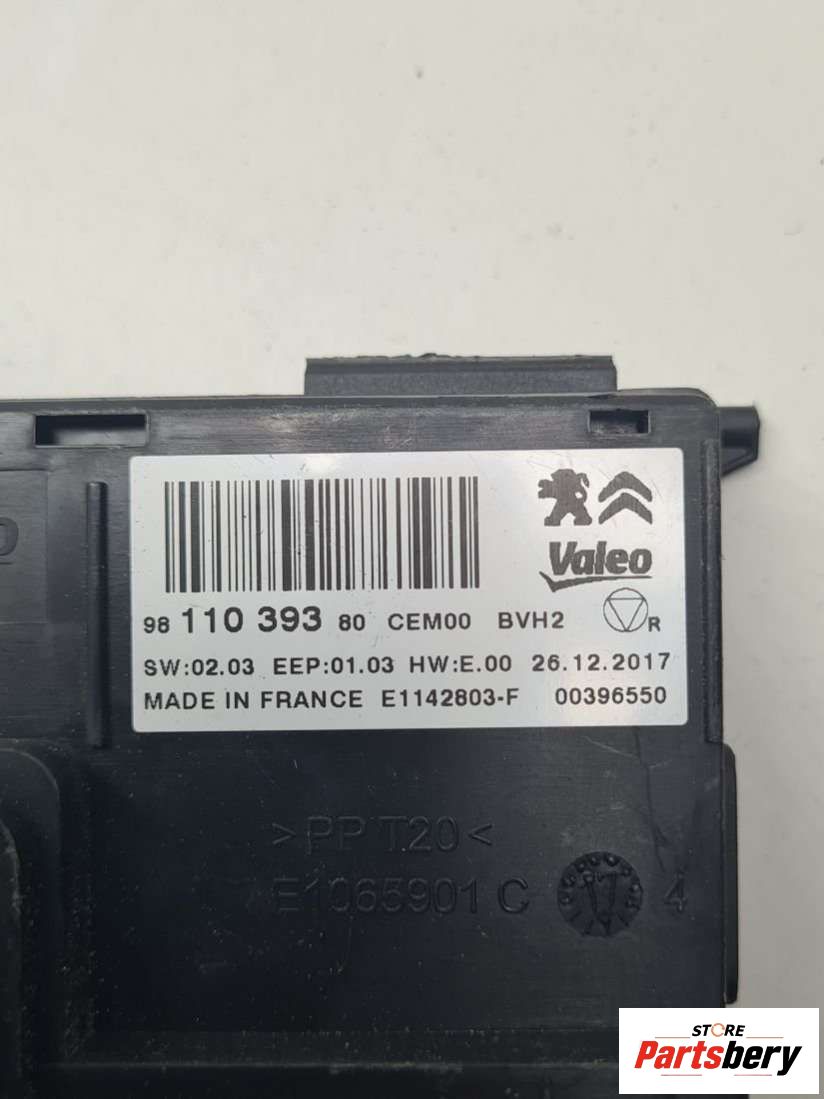 Valeo
98 110 393 80 CEM00 BVH2 R
SW:02.03 EEP:01.03 HW:E.00 26.12.2017
MADE IN FRANCE E1142803-F 00396550
>PP T20<
E1065901 C 4
STORE
Partsbery